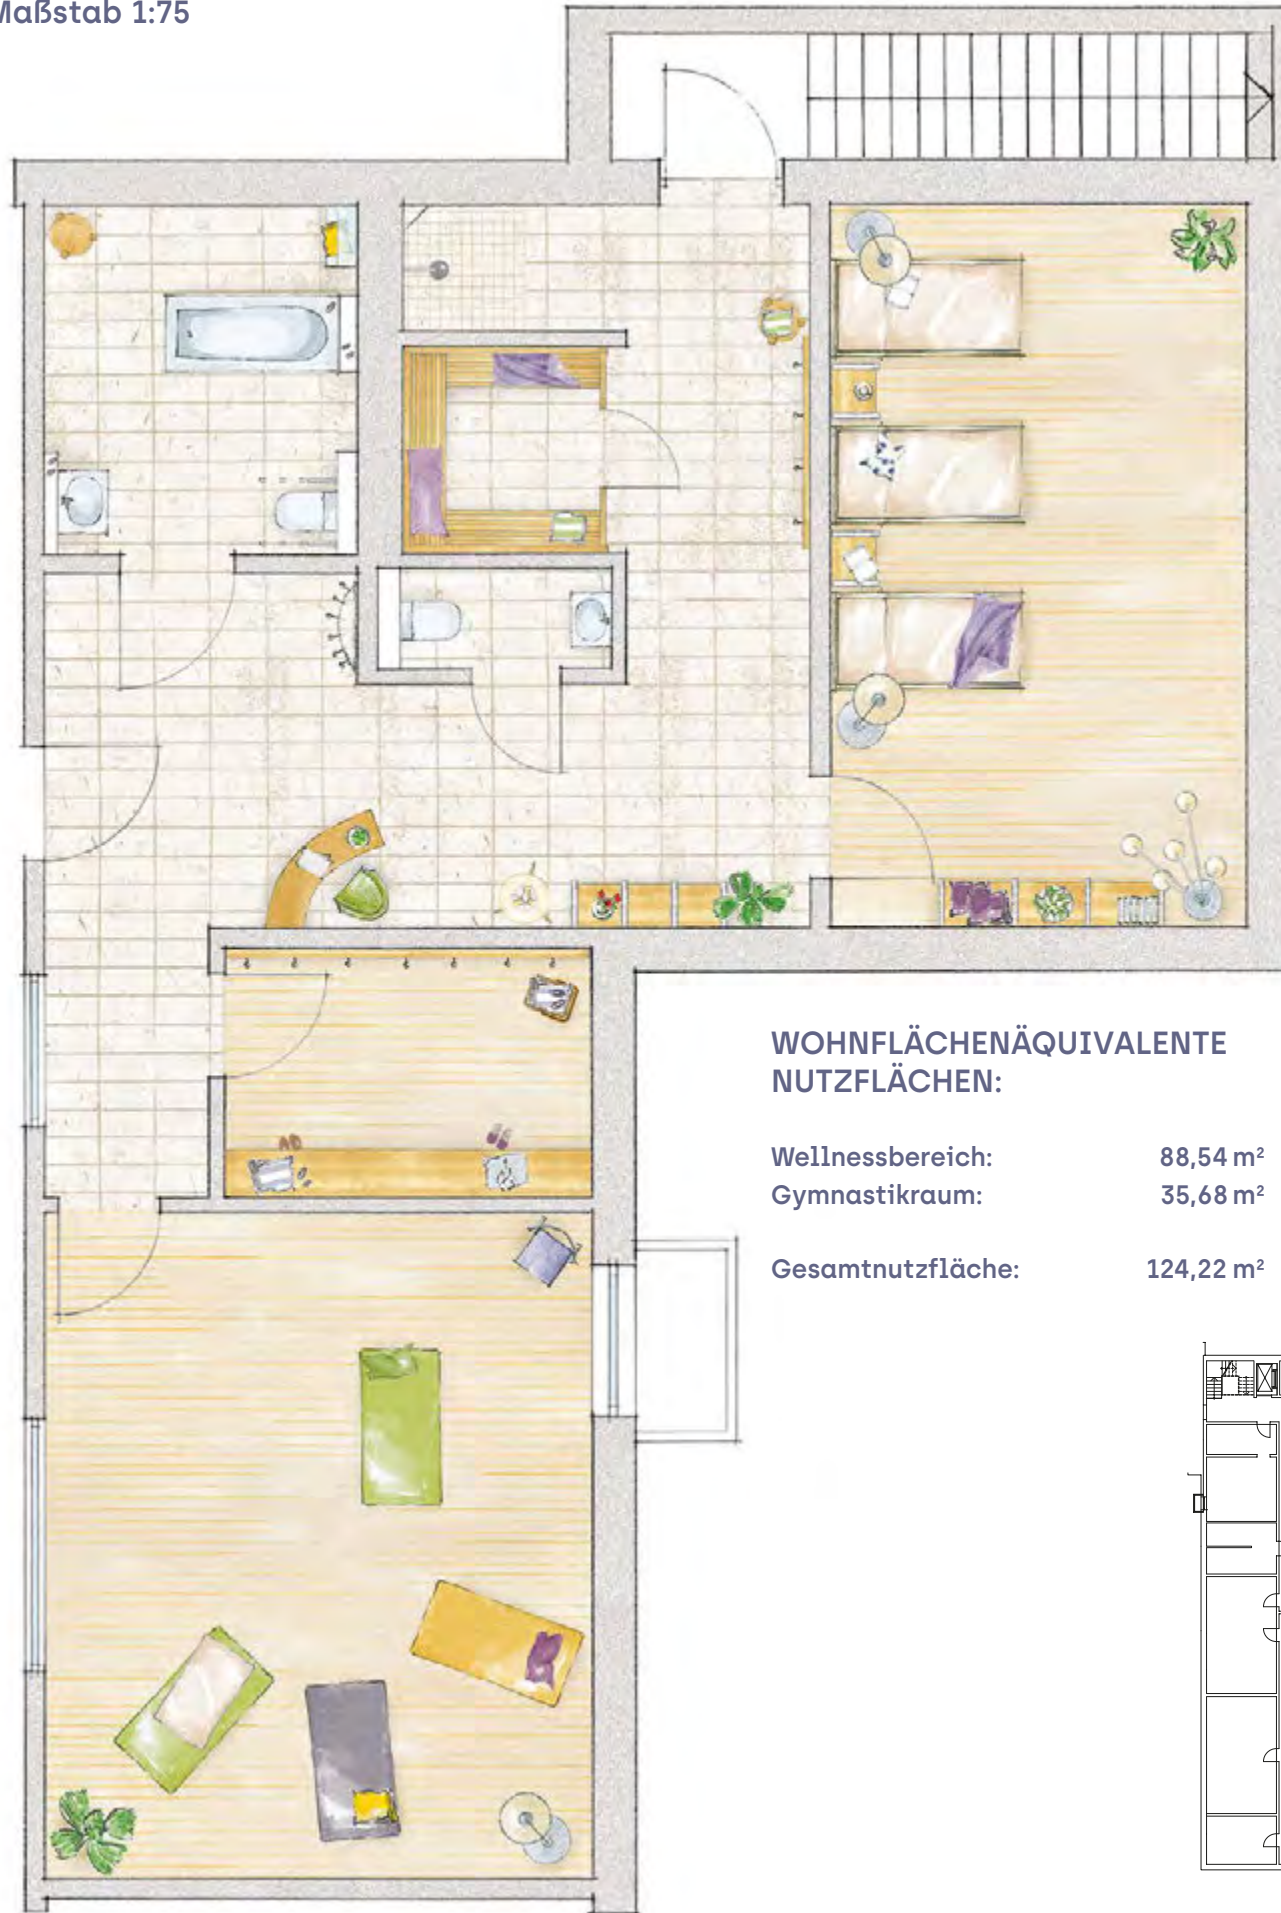 Maßstab 1:75
WOHNFLÄCHENÄQUIVALENTE
NUTZFLÄCHEN:
Wellnessbereich: 88,54 m²
Gymnastikraum: 35,68 m²
Gesamtnutzfläche: 124,22 m²